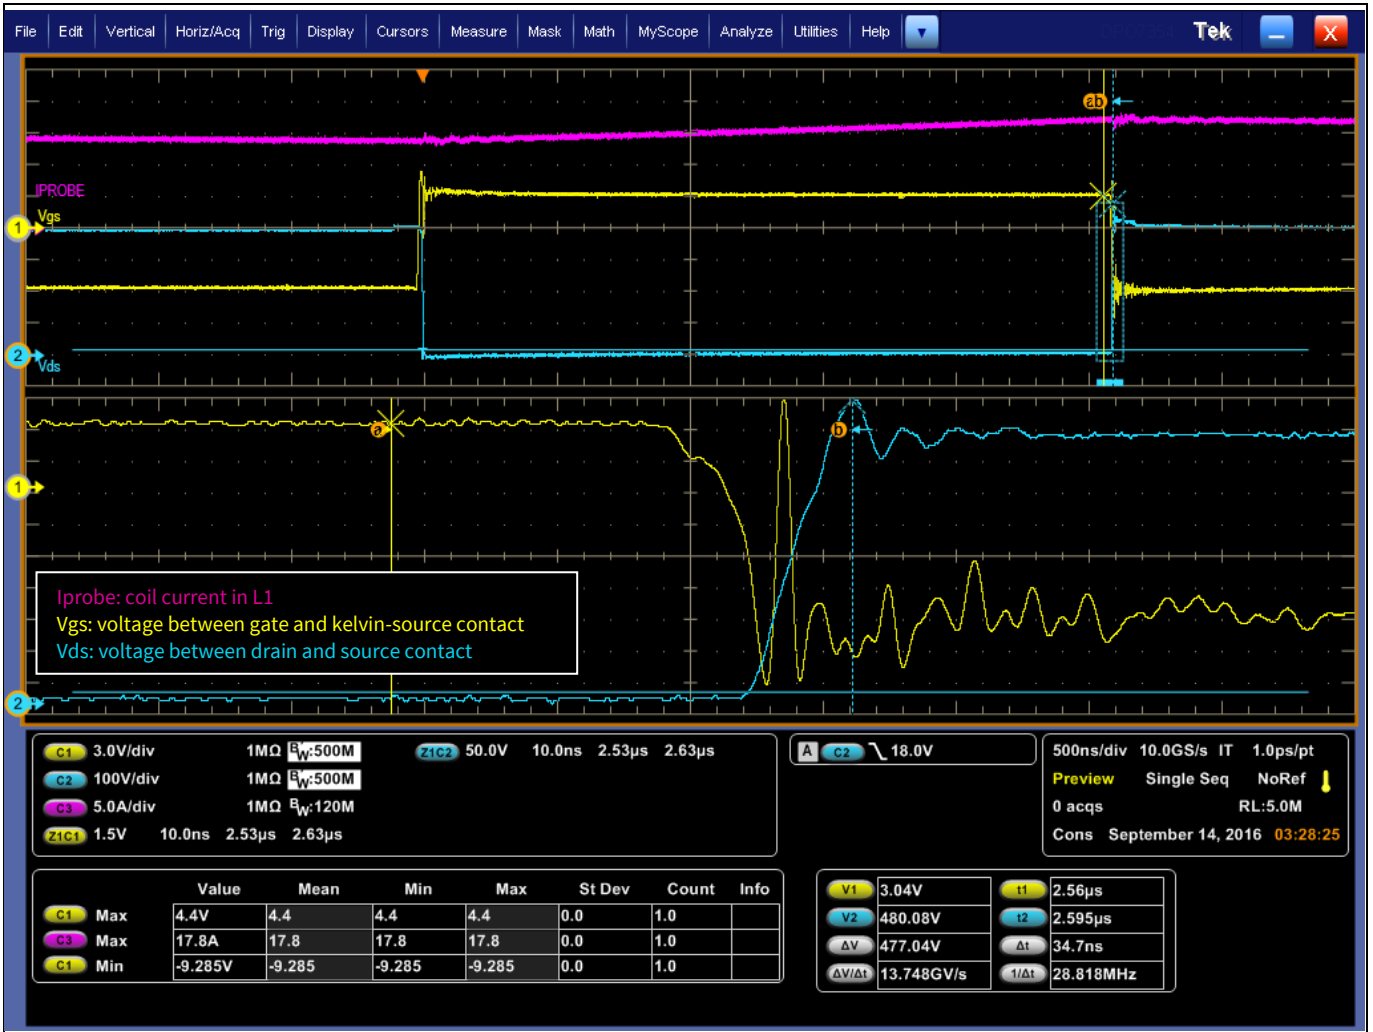 File Edit Vertical Horiz/Acq Trig Display Cursors Measure Mask Math MyScope Analyze Utilities Help Tek X
ab
IPROBE
Vgs
1
2
Vds
a b
1
Iprobe: coil current in L1
Vgs: voltage between gate and kelvin-source contact
Vds: voltage between drain and source contact
2
C1 3.0V/div 1MΩ BW:500M Z1C2 50.0V 10.0ns 2.53µs 2.63µs
C2 100V/div 1MΩ BW:500M
C3 5.0A/div 1MΩ BW:120M
Z1C1 1.5V 10.0ns 2.53µs 2.63µs
A C2 18.0V
500ns/div 10.0GS/s IT 1.0ps/pt
Preview Single Seq NoRef
0 acqs RL:5.0M
Cons September 14, 2016 03:28:25
Value Mean Min Max St Dev Count Info
C1 Max 4.4V 4.4 4.4 4.4 0.0 1.0
C3 Max 17.8A 17.8 17.8 17.8 0.0 1.0
C1 Min -9.285V -9.285 -9.285 -9.285 0.0 1.0
V1 3.04V t1 2.56µs
V2 480.08V t2 2.595µs
ΔV 477.04V Δt 34.7ns
ΔV/Δt 13.748GV/s 1/Δt 28.818MHz